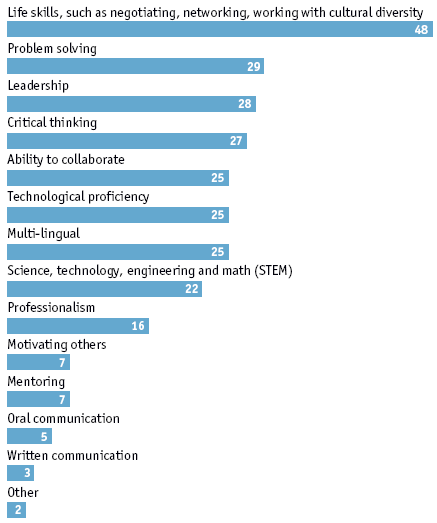 Life skills, such as negotiating, networking, working with cultural diversity
48
Problem solving
29
Leadership
28
Critical thinking
27
Ability to collaborate
25
Technological proficiency
25
Multi-lingual
25
Science, technology, engineering and math (STEM)
22
Professionalism
16
Motivating others
7
Mentoring
7
Oral communication
5
Written communication
3
Other
2